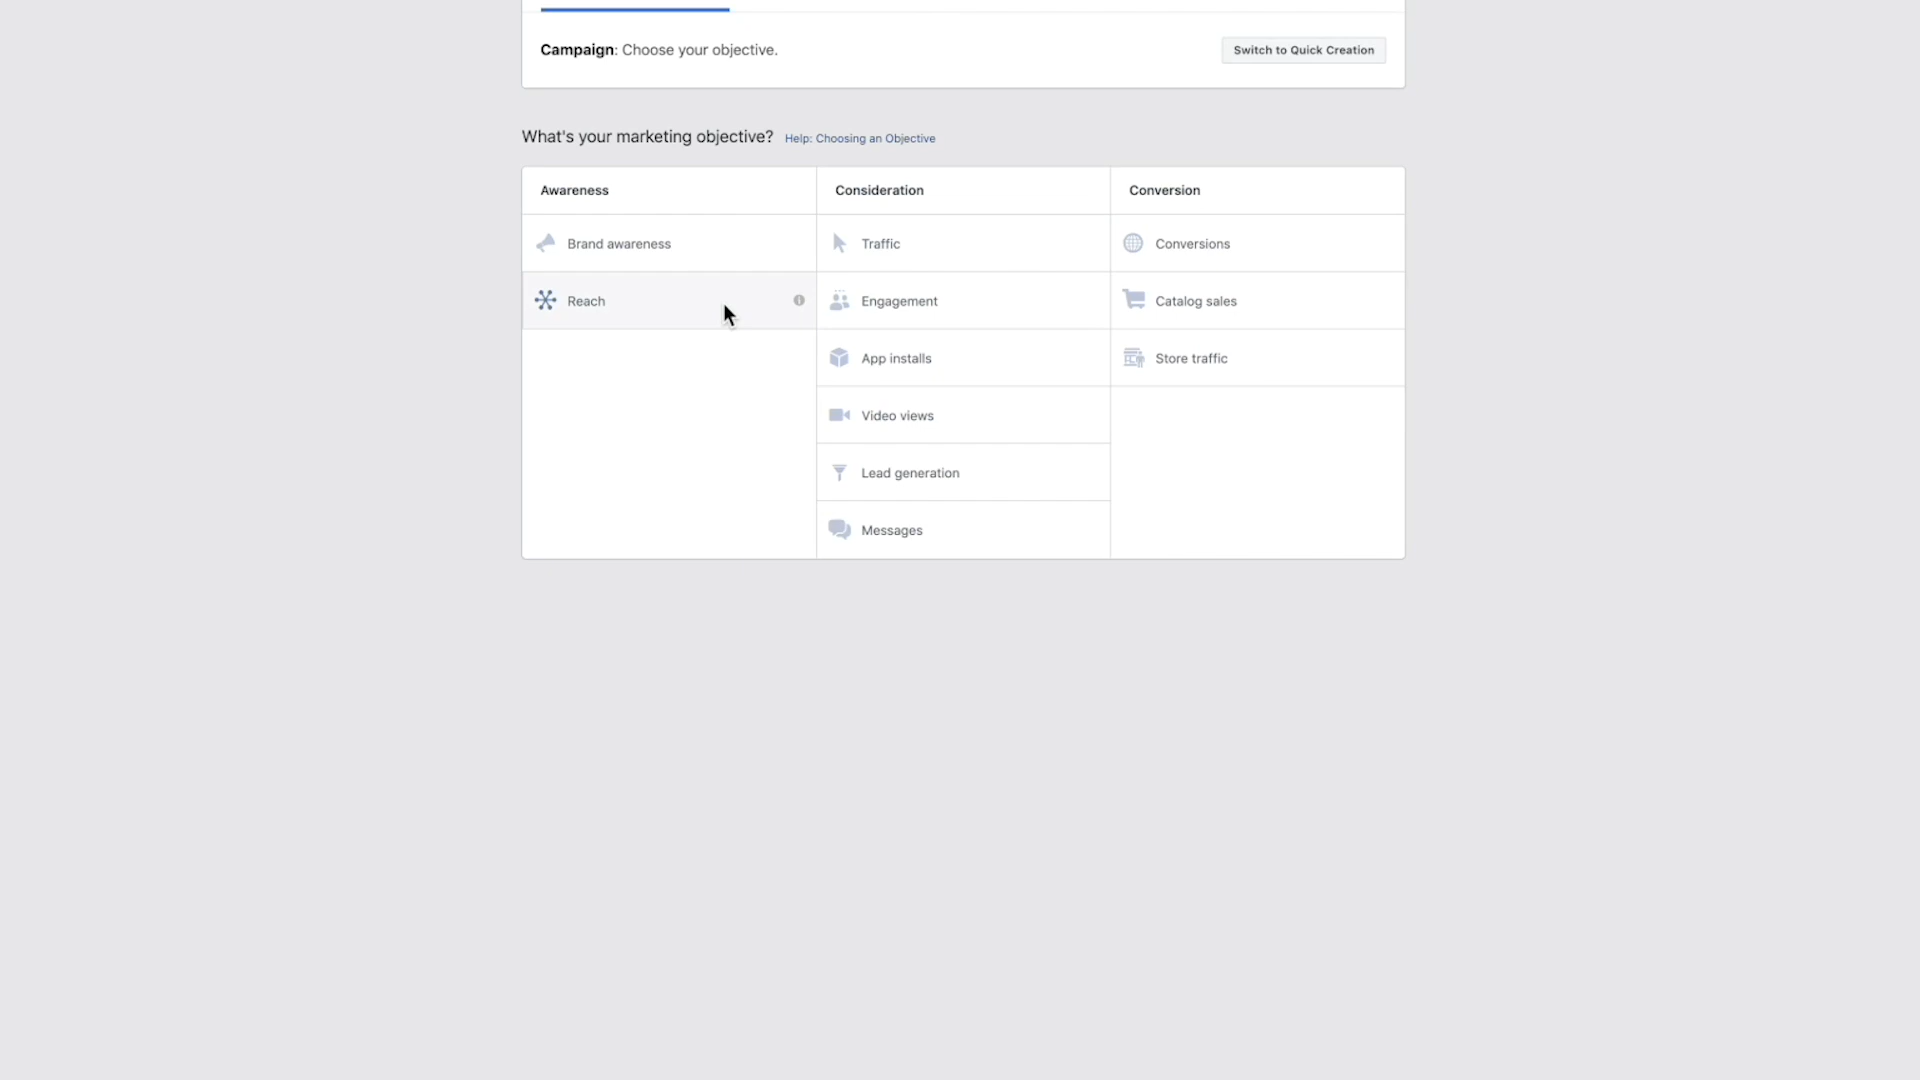 Campaign: Choose your objective.
Switch to Quick Creation
What's your marketing objective? Help: Choosing an Objective
Awareness
Brand awareness
Reach
Consideration
Traffic
Engagement
App installs
Video views
Lead generation
Messages
Conversion
Conversions
Catalog sales
Store traffic